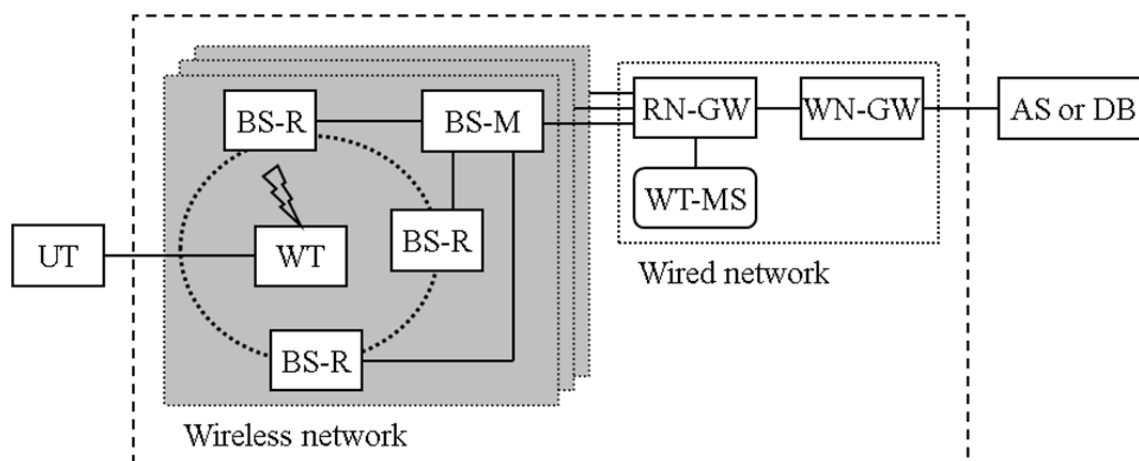 BS-R
BS-M
RN-GW
WN-GW
AS or DB
WT-MS
BS-R
UT
WT
Wired network
BS-R
Wireless network